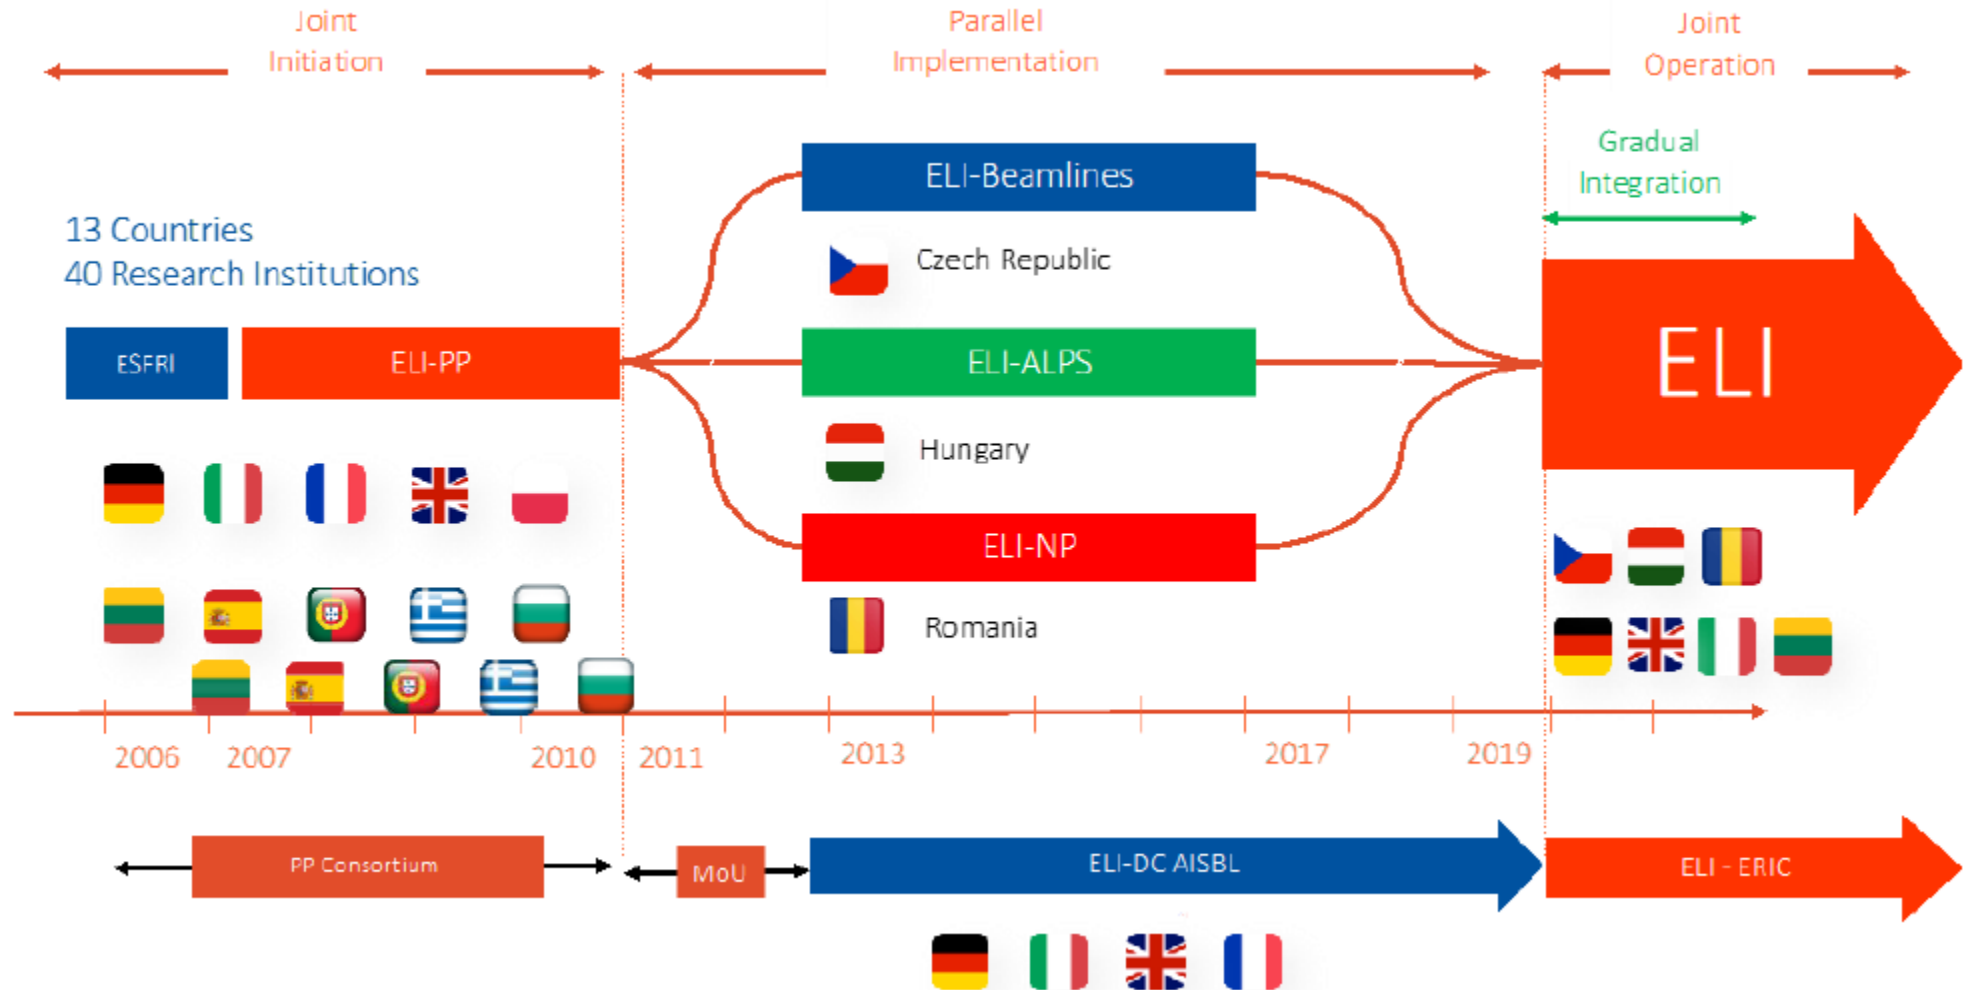 Joint
Initiation
Parallel
Implementation
Joint
Operation
Gradual
Integration
13 Countries
40 Research Institutions
ESFRI
ELI-PP
ELI-Beamlines
Czech Republic
ELI-ALPS
Hungary
ELI-NP
Romania
ELI
2006
2007
2010
2011
2013
2017
2019
PP Consortium
MoU
ELI-DC AISBL
ELI - ERIC